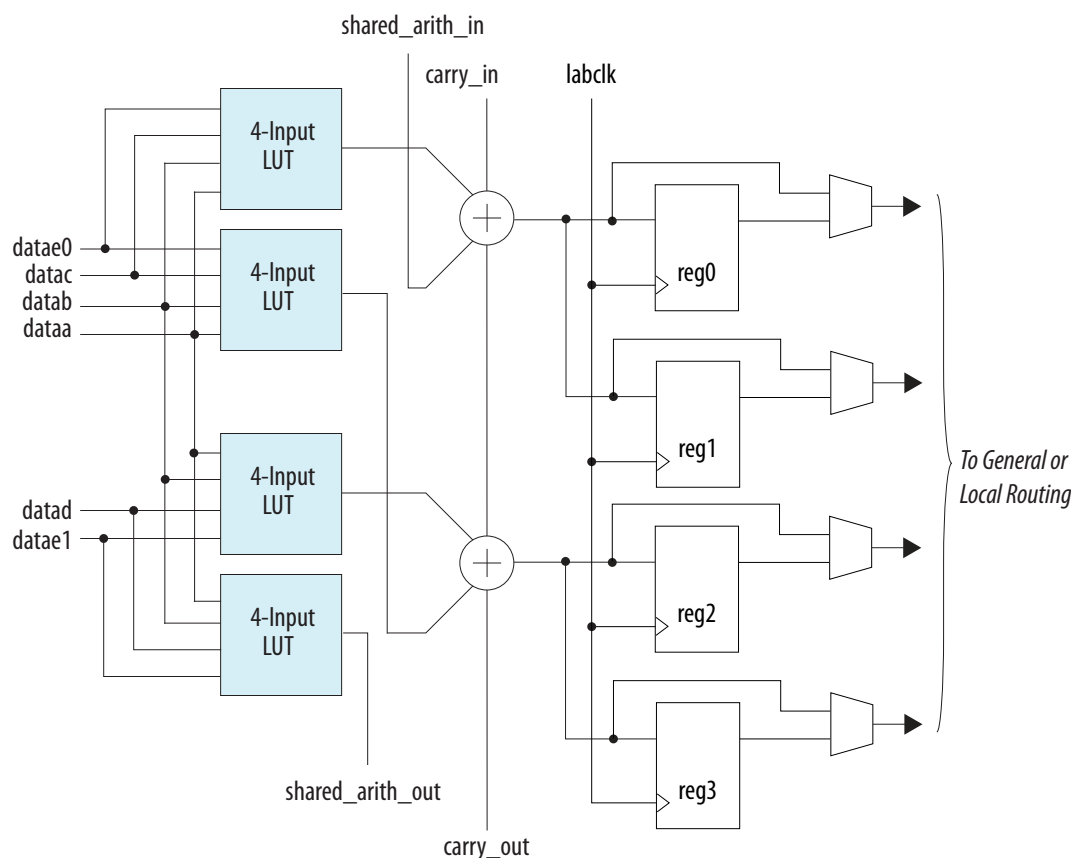 shared_arith_in
carry_in
labclk
4-Input
LUT
reg0
datae0
datac
datab
dataa
4-Input
LUT
reg1
To General or
Local Routing
4-Input
LUT
datad
datae1
4-Input
LUT
reg2
shared_arith_out
reg3
carry_out